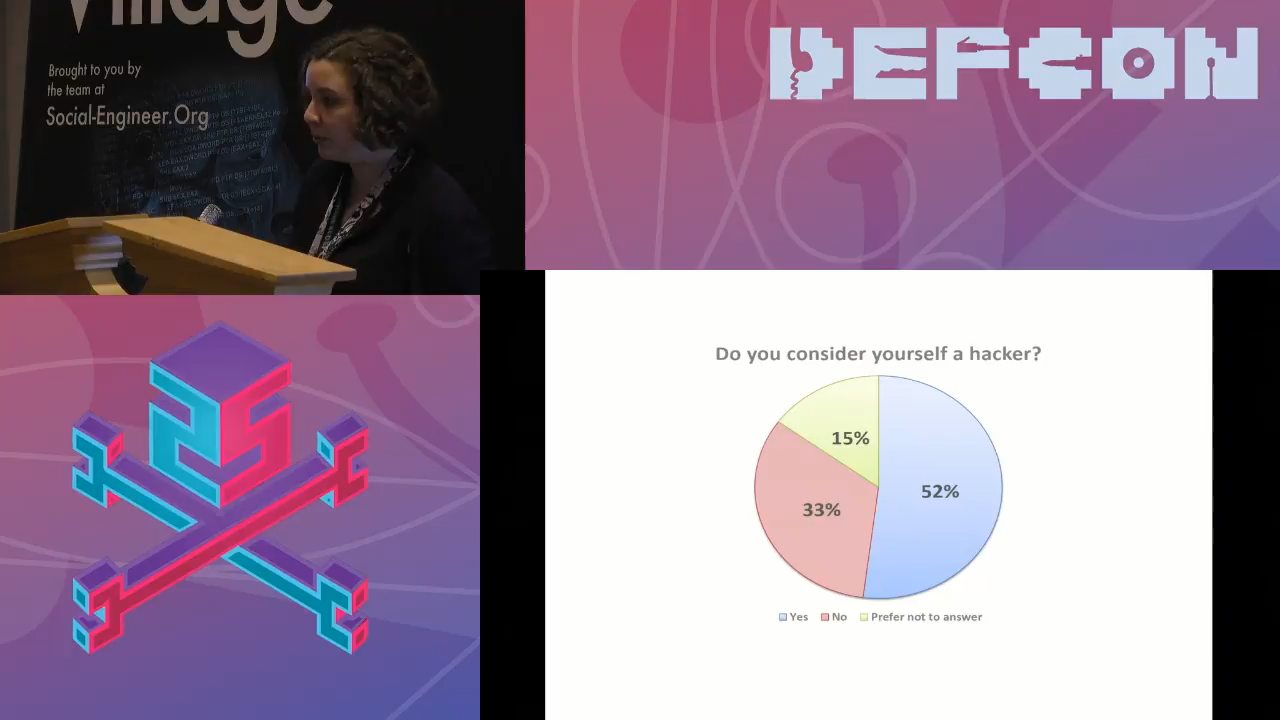 Village
Brought to you by
the team at
Social-Engineer.Org
DEFCON
Do you consider yourself a hacker?
15%
52%
33%
Yes No Prefer not to answer